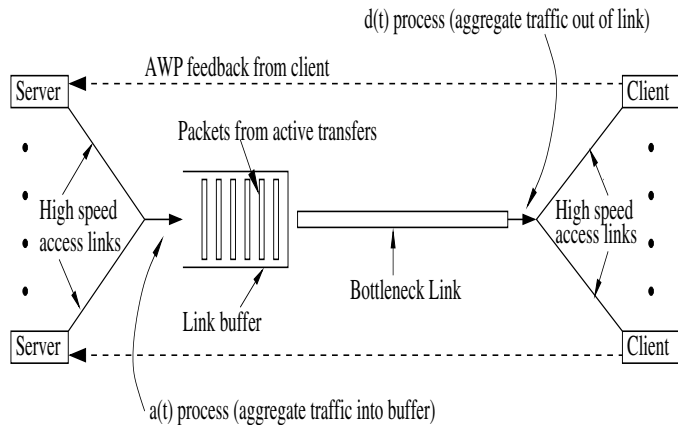 d(t) process (aggregate traffic out of link)
AWP feedback from client
Server
Client
Packets from active transfers
High speed
access links
High speed
access links
Bottleneck Link
Link buffer
Server
Client
a(t) process (aggregate traffic into buffer)